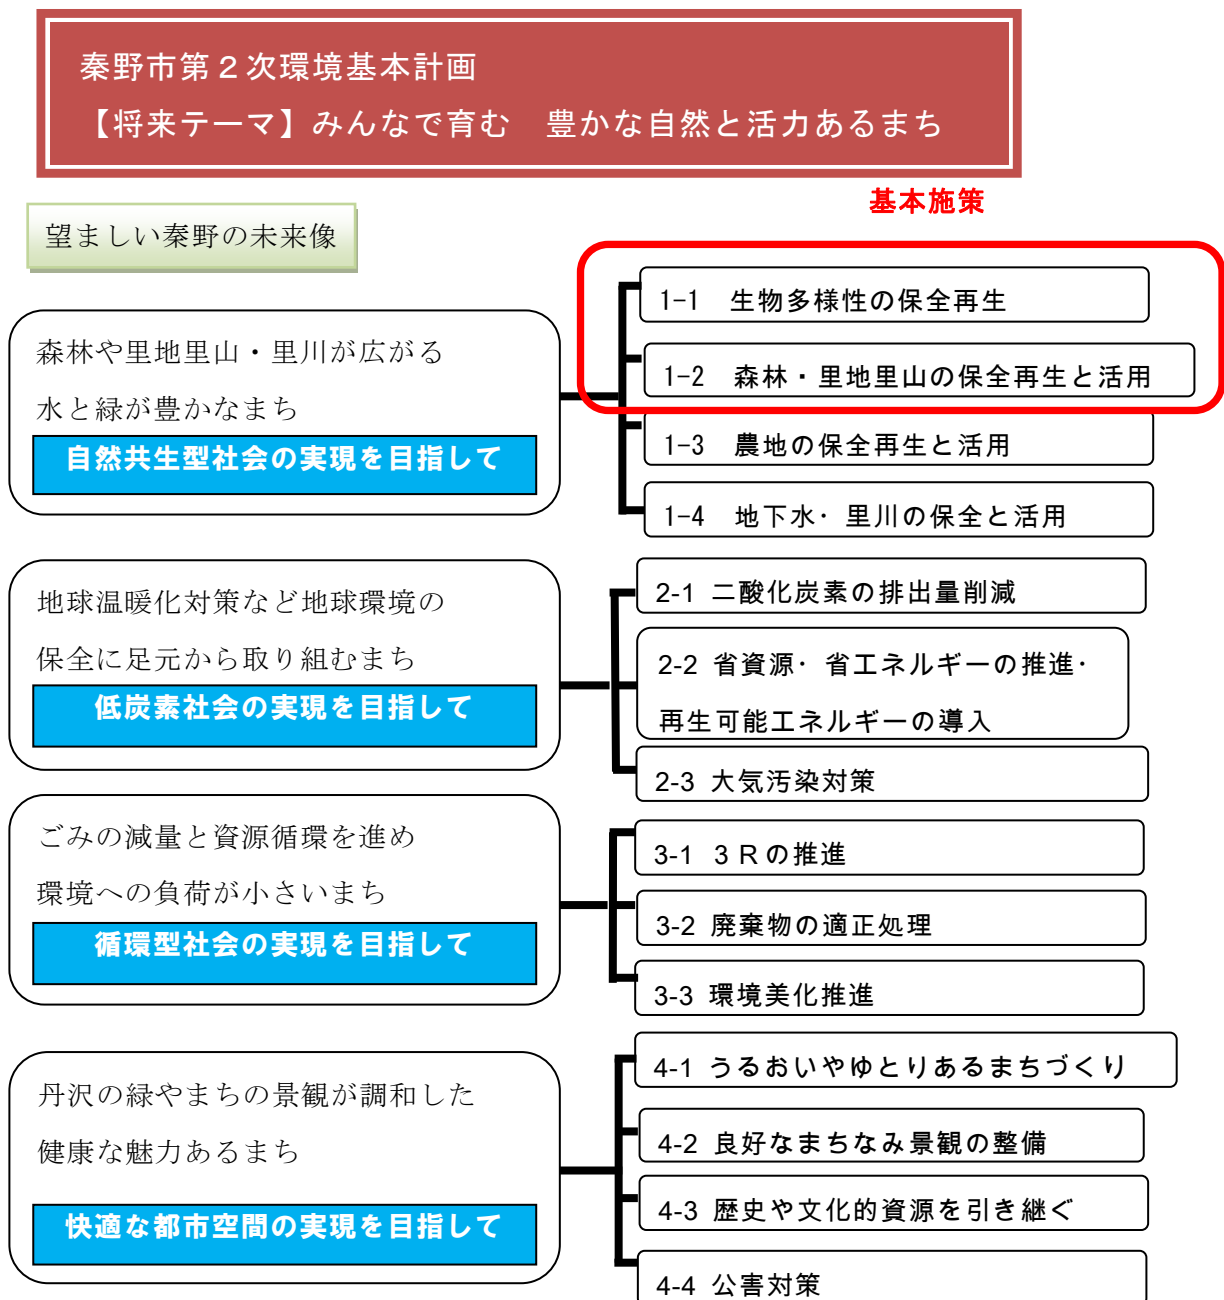 秦野市第２次環境基本計画
【将来テーマ】みんなで育む　豊かな自然と活力あるまち
基本施策
望ましい秦野の未来像
森林や里地里山・里川が広がる
水と緑が豊かなまち
自然共生型社会の実現を目指して
1-1　生物多様性の保全再生
1-2　森林・里地里山の保全再生と活用
1-3　農地の保全再生と活用
1-4　地下水・里川の保全と活用
地球温暖化対策など地球環境の
保全に足元から取り組むまち
低炭素社会の実現を目指して
2-1 二酸化炭素の排出量削減
2-2 省資源・省エネルギーの推進・
再生可能エネルギーの導入
2-3 大気汚染対策
ごみの減量と資源循環を進め
環境への負荷が小さいまち
循環型社会の実現を目指して
3-1 ３Ｒの推進
3-2 廃棄物の適正処理
3-3 環境美化推進
丹沢の緑やまちの景観が調和した
健康な魅力あるまち
快適な都市空間の実現を目指して
4-1 うるおいやゆとりあるまちづくり
4-2 良好なまちなみ景観の整備
4-3 歴史や文化的資源を引き継ぐ
4-4 公害対策